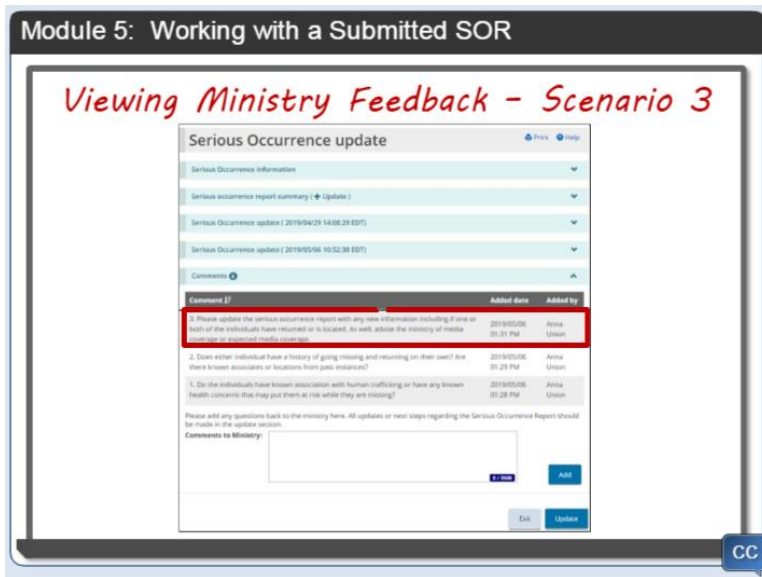 Module 5: Working with a Submitted SOR
Viewing Ministry Feedback - Scenario 3
Serious Occurrence update
Print Help
Serious Occurrence information
Serious occurrence report summary ( + Update )
Serious Occurrence update ( 2019/04/29 14:08:29 EDT)
Serious Occurrence update ( 2019/05/06 10:52:38 EDT)
Comments
Comment Added date Added by
3. Please update the serious occurrence report with any new information including if one or
both of the individuals have returned or is located. As well, advise the ministry of media
coverage or expected media coverage.
2019/05/06
01:31 PM
Anna
Union
2. Does either individual have a history of going missing and returning on their own? Are
there known associates or locations from past instances?
2019/05/06
01:29 PM
Anna
Union
1. Do the individuals have known association with human trafficking or have any known
health concerns that may put them at risk while they are missing?
2019/05/06
01:28 PM
Anna
Union
Please add any questions back to the ministry here. All updates or next steps regarding the Serious Occurrence Report should
be made in the update section.
Comments to Ministry:
Add
Exit Update
CC